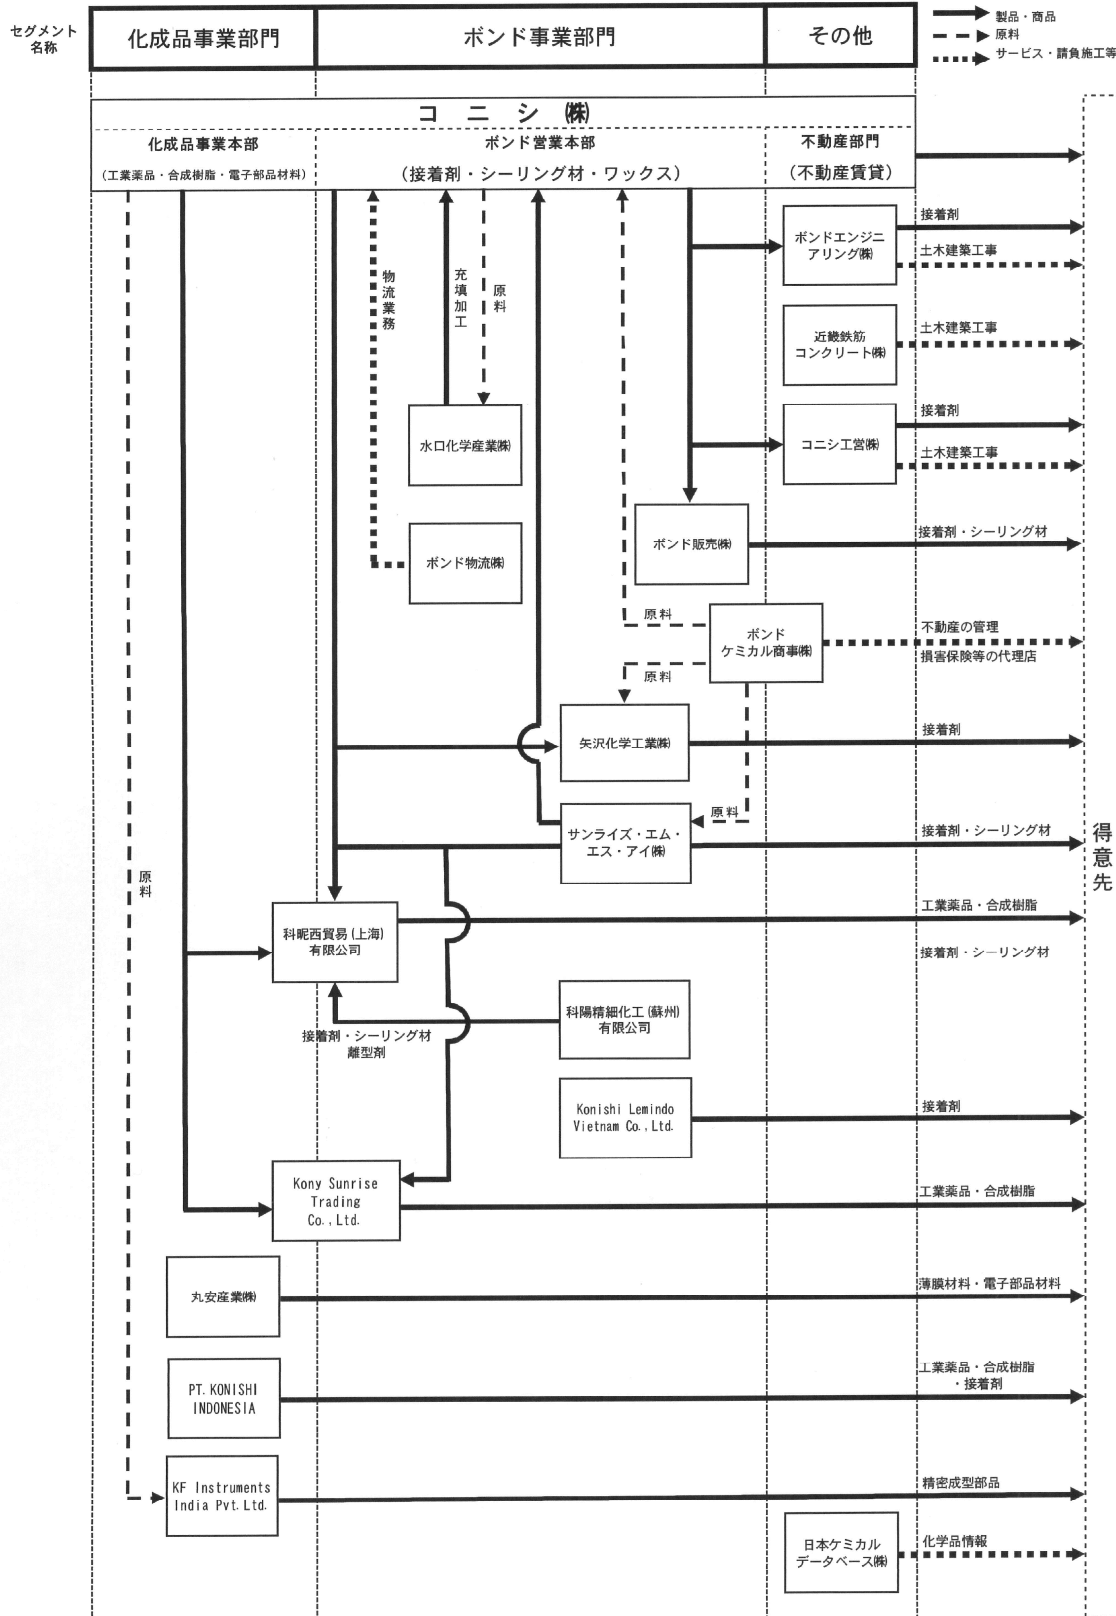 セグメント
名称
化成品事業部門
ボンド事業部門
その他
製品・商品
原料
サービス・請負施工等
コニシ㈱
化成品事業本部
(工業薬品・合成樹脂・電子部品材料)
ボンド営業本部
(接着剤・シーリング材・ワックス)
不動産部門
(不動産賃貸)
物流業務
充填加工
原料
ボンドエンジニ
アリング㈱
接着剤
土木建築工事
近畿鉄筋
コンクリート㈱
土木建築工事
水口化学産業㈱
コニシ工営㈱
接着剤
土木建築工事
ボンド物流㈱
ボンド販売㈱
接着剤・シーリング材
原料
ボンド
ケミカル商事㈱
不動産の管理
損害保険等の代理店
原料
矢沢化学工業㈱
接着剤
原料
サンライズ・エム・
エス・アイ㈱
接着剤・シーリング材
得意先
原料
科昵西貿易(上海)
有限公司
工業薬品・合成樹脂
接着剤・シーリング材
科陽精細化工(蘇州)
有限公司
接着剤・シーリング材
離型剤
Konishi Lemindo
Vietnam Co.,Ltd.
接着剤
Kony Sunrise
Trading
Co.,Ltd.
工業薬品・合成樹脂
丸安産業㈱
薄膜材料・電子部品材料
PT. KONISHI
INDONESIA
工業薬品・合成樹脂
・接着剤
KF Instruments
India Pvt. Ltd.
精密成型部品
日本ケミカル
データベース㈱
化学品情報